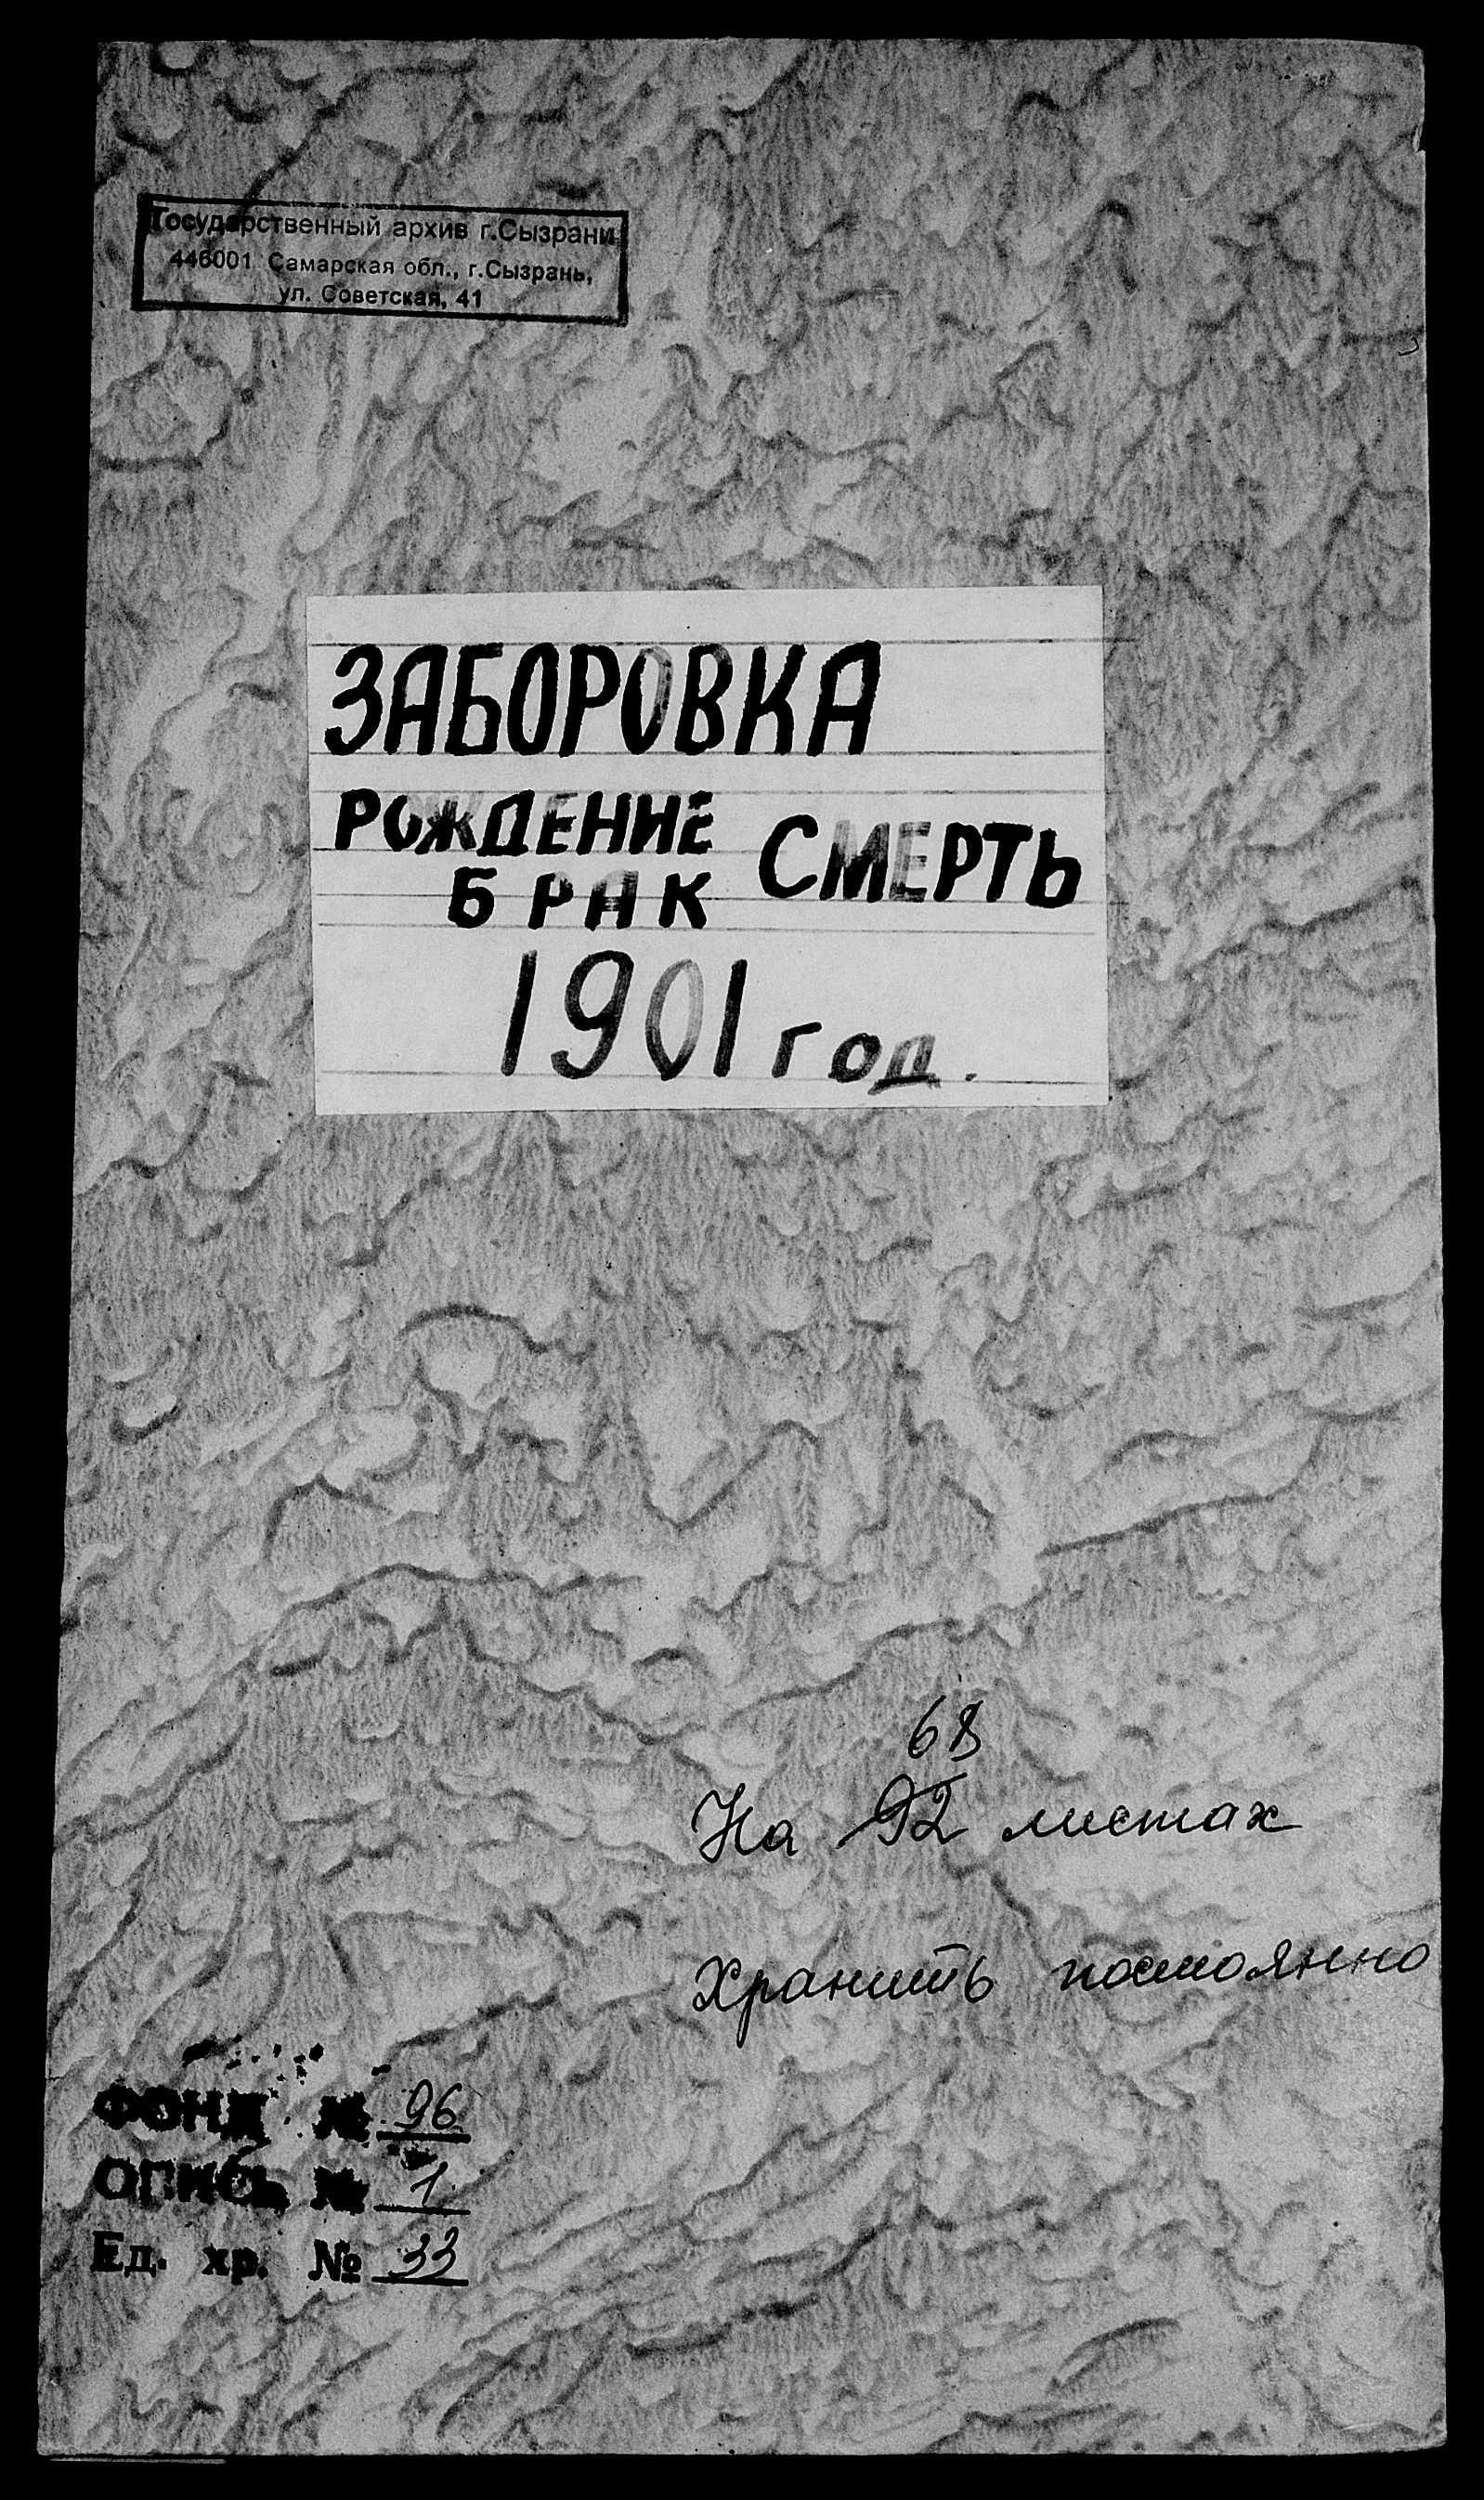 Государственный архив г.Сызрани
446001 Самарская обл., г.Сызрань,
ул. Советская, 41
ЗАБОРОВКА
РОЖДЕНИЕ СМЕРТЬ
БРАК
1901 год.
На 92 листах
Хранить постоянно
ФОНД № 96
ОПИСЬ № 1
Ед. хр. № 33